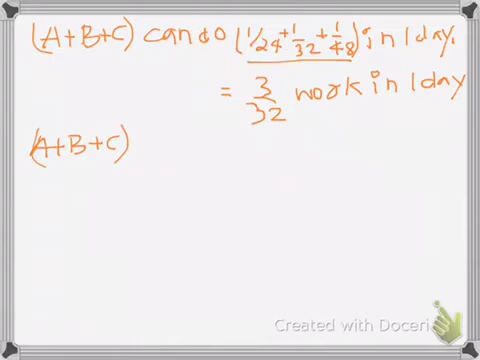 (A+B+C) can do (1/24+1/32+1/48) in 1 day.
= 3/32 work in 1 day
(A+B+C)
Created with Doceri